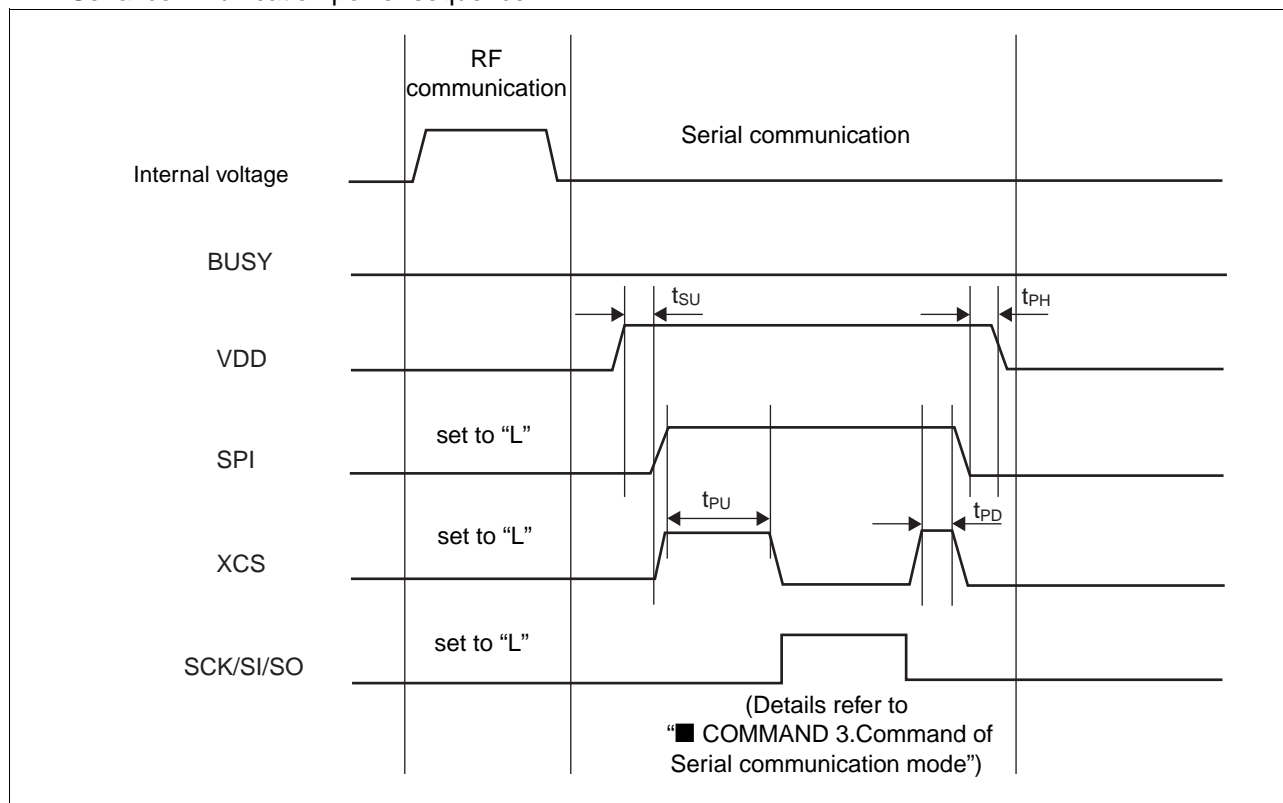 RF
communication
Serial communication
Internal voltage
BUSY
tSU
tPH
VDD
set to “L”
SPI
tPU
tPD
set to “L”
XCS
set to “L”
SCK/SI/SO
(Details refer to
“■ COMMAND 3.Command of
Serial communication mode”)